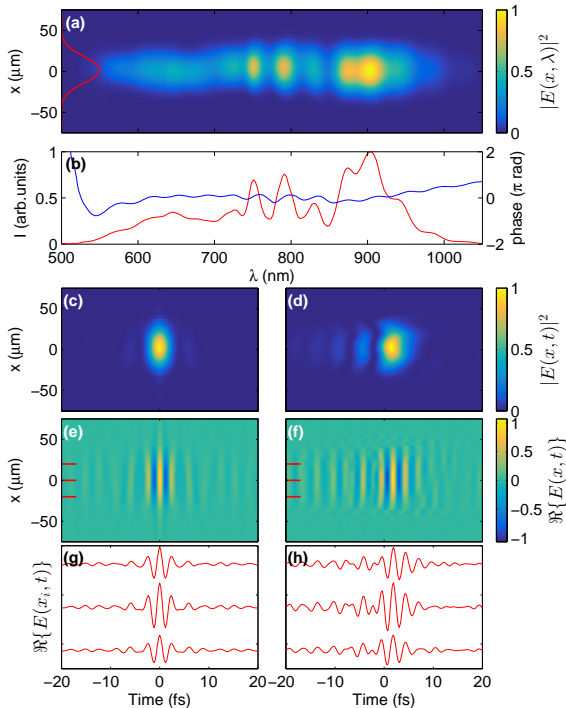 (a)
x (μm)
50
0
-50
1
0.5
0
|E(x, λ)|²
(b)
I (arb.units)
1
0.5
0
2
0
-2
phase (π rad)
500 600 700 800 900 1000
λ (nm)
(c) (d)
x (μm)
50
0
-50
1
0.5
0
|E(x, t)|²
(e) (f)
x (μm)
50
0
-50
1
0.5
0
-0.5
-1
ℜ{E(x, t)}
(g) (h)
ℜ{E(xᵢ, t)}
-20 -10 0 10 20 -20 -10 0 10 20
Time (fs) Time (fs)